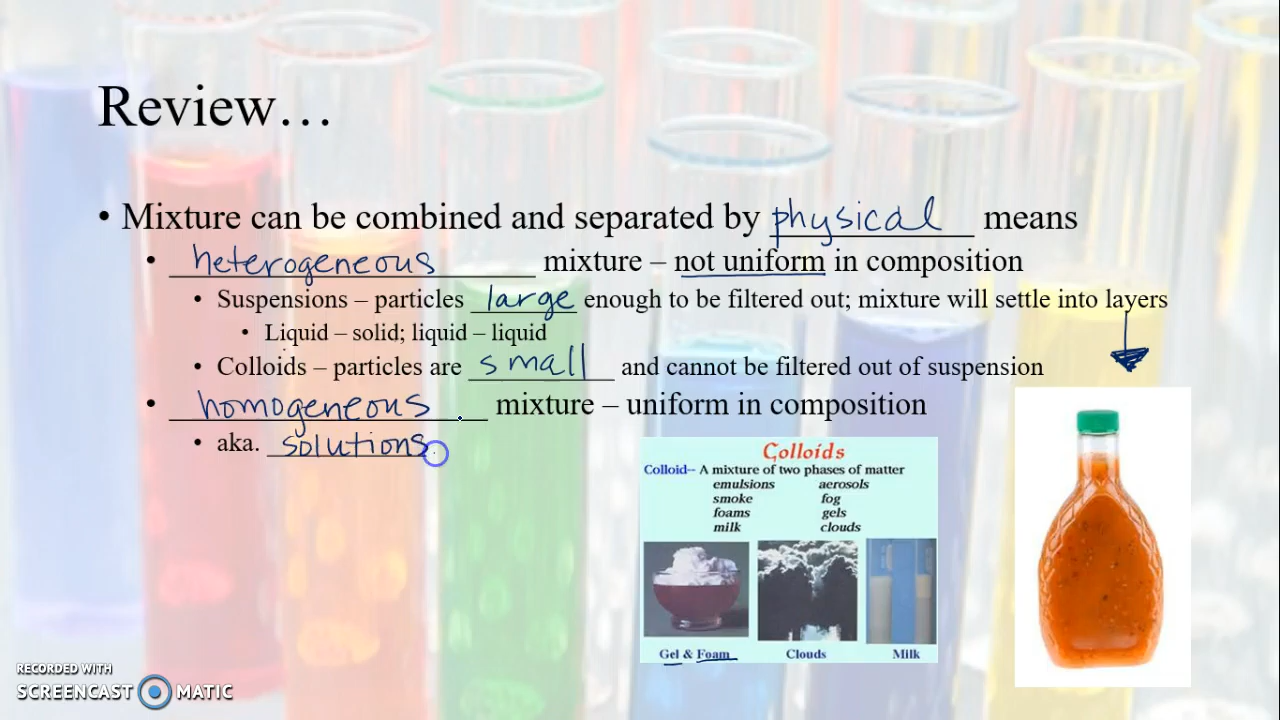 Review…
• Mixture can be combined and separated by physical means
• heterogeneous mixture – not uniform in composition
• Suspensions – particles large enough to be filtered out; mixture will settle into layers
• Liquid – solid; liquid – liquid
• Colloids – particles are small and cannot be filtered out of suspension
• homogeneous mixture – uniform in composition
• aka. solutions
Colloids
Colloid-- A mixture of two phases of matter
emulsions aerosols
smoke fog
foams gels
milk clouds
Gel & Foam Clouds Milk
RECORDED WITH
SCREENCAST MATIC